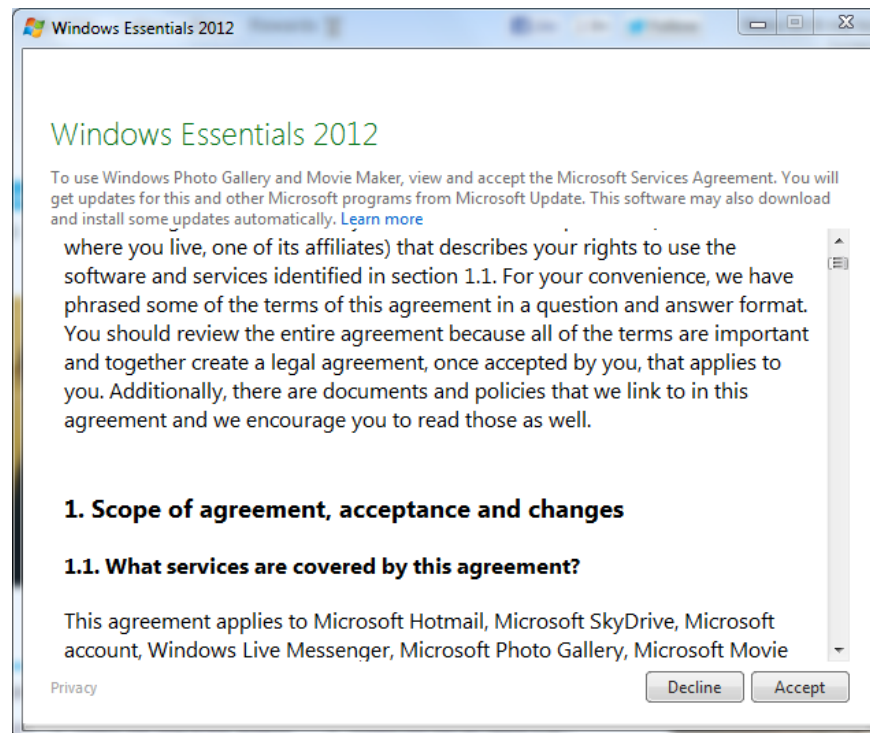 Windows Essentials 2012
Windows Essentials 2012
To use Windows Photo Gallery and Movie Maker, view and accept the Microsoft Services Agreement. You will
get updates for this and other Microsoft programs from Microsoft Update. This software may also download
and install some updates automatically. Learn more
where you live, one of its affiliates) that describes your rights to use the
software and services identified in section 1.1. For your convenience, we have
phrased some of the terms of this agreement in a question and answer format.
You should review the entire agreement because all of the terms are important
and together create a legal agreement, once accepted by you, that applies to
you. Additionally, there are documents and policies that we link to in this
agreement and we encourage you to read those as well.
1. Scope of agreement, acceptance and changes
1.1. What services are covered by this agreement?
This agreement applies to Microsoft Hotmail, Microsoft SkyDrive, Microsoft
account, Windows Live Messenger, Microsoft Photo Gallery, Microsoft Movie
Privacy
Decline
Accept